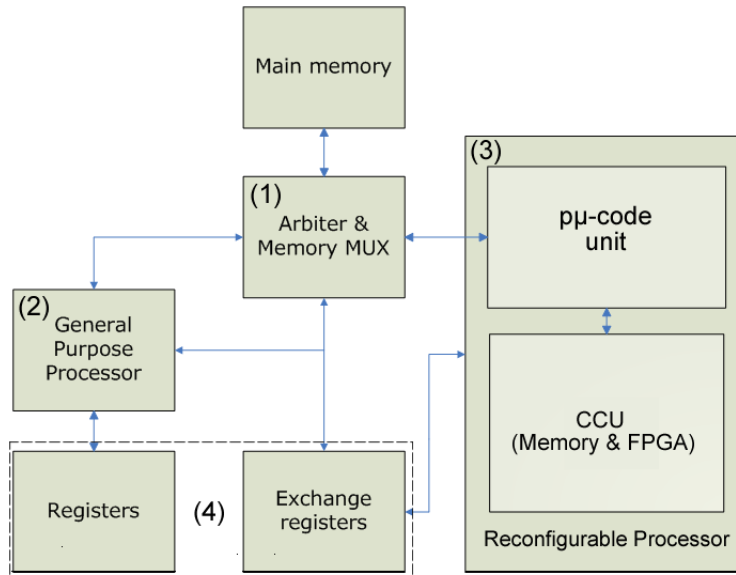 Main memory
(1)
Arbiter &
Memory MUX
(2)
General
Purpose
Processor
(3)
pμ-code
unit
CCU
(Memory & FPGA)
Reconfigurable Processor
Registers
(4)
Exchange
registers